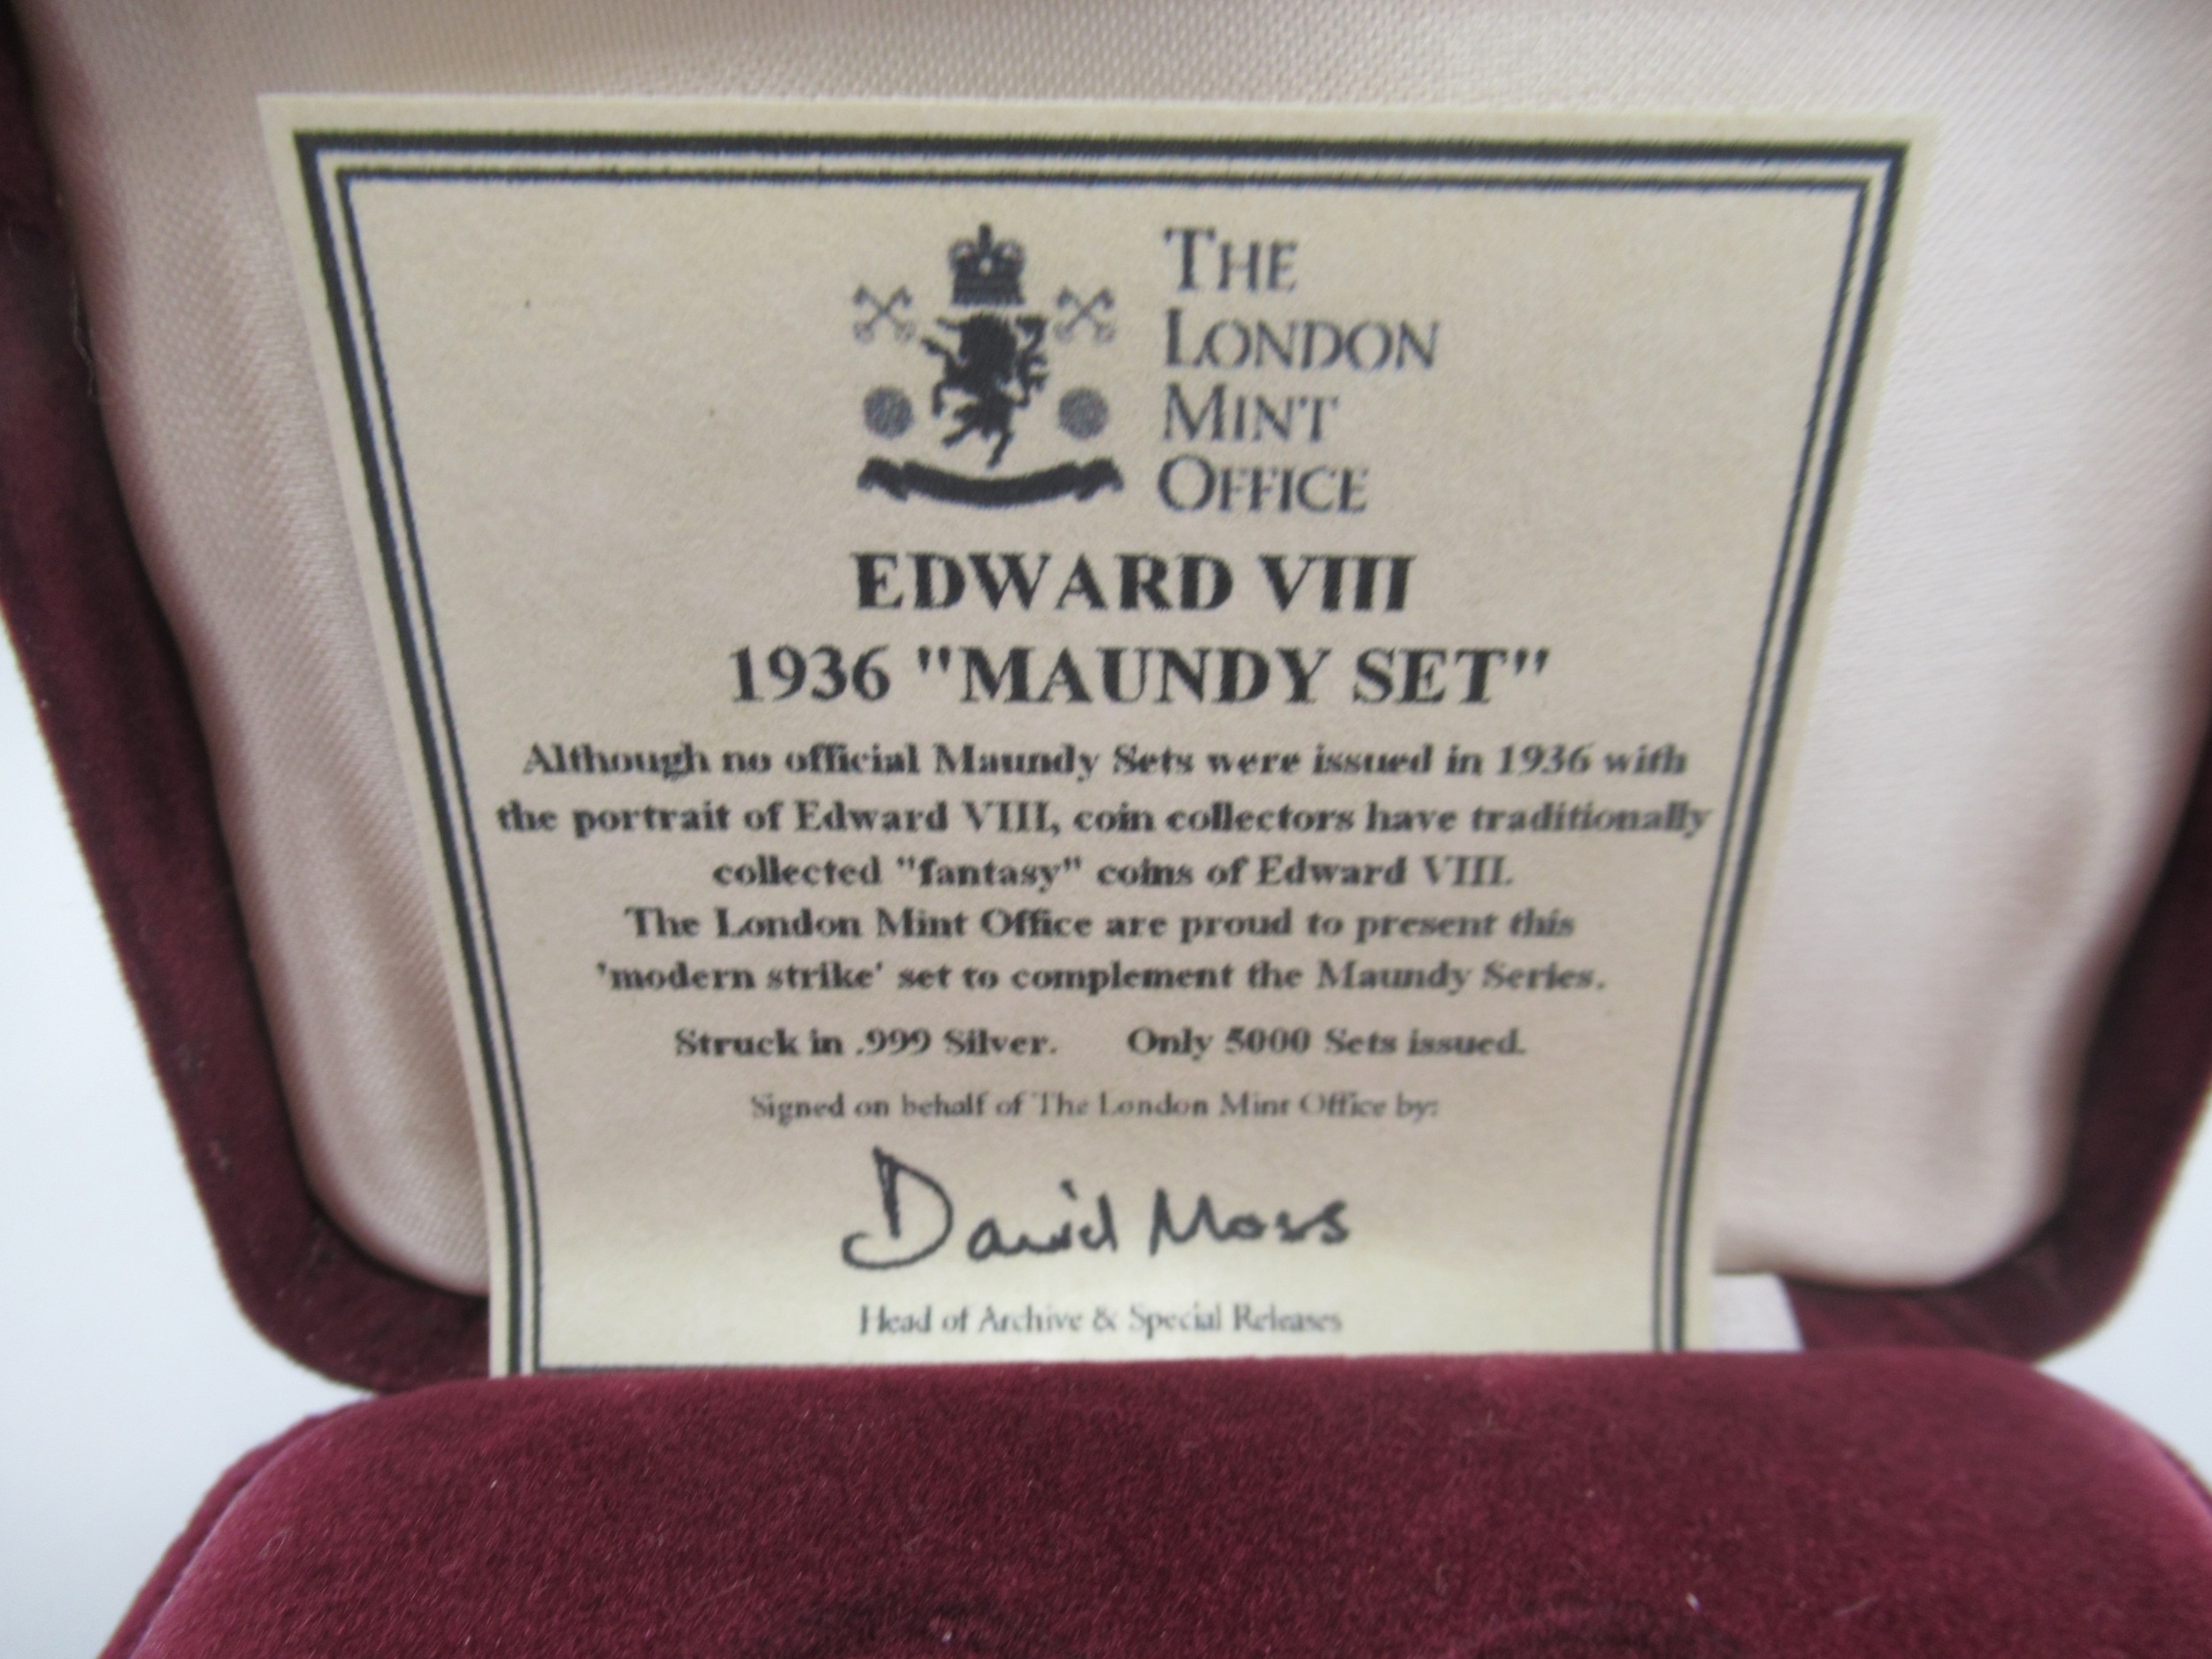 THE
LONDON
MINT
OFFICE
EDWARD VIII
1936 "MAUNDY SET"
Although no official Maundy Sets were issued in 1936 with
the portrait of Edward VIII, coin collectors have traditionally
collected "fantasy" coins of Edward VIII.
The London Mint Office are proud to present this
'modern strike' set to complement the Maundy Series.
Struck in .999 Silver. Only 5000 Sets issued.
Signed on behalf of The London Mint Office by:
David Moss
Head of Archive & Special Releases